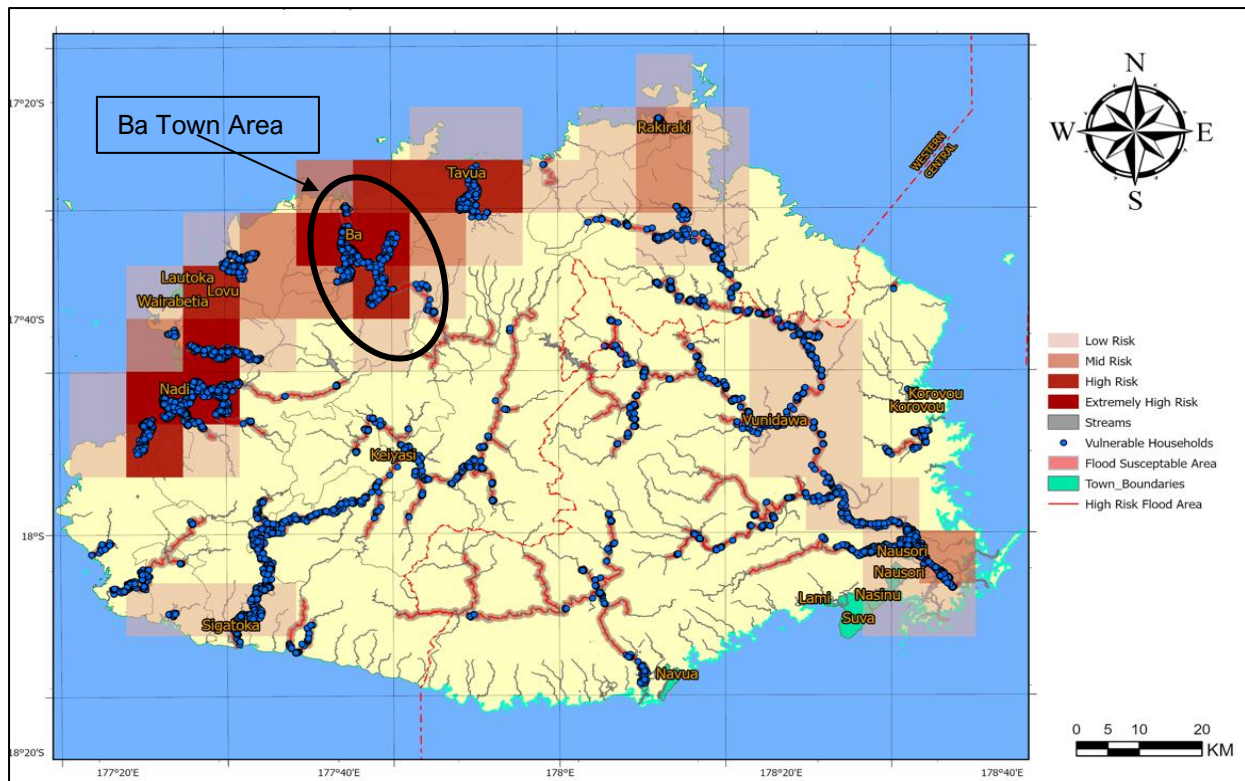 N
W
E
S
17°20'S
Ba Town Area
Rakiraki
WESTERN
CENTRAL
Tavua
Ba
Lautoka
Lovu
Wairabetia
17°40'S
Nadi
Korovou
Korovou
Vunidawa
Keiyasi
18°S
Nausori
Nausori
Nasinu
Lami
Suva
Sigatoka
Navua
18°20'S
177°20'E
177°40'E
178°E
178°20'E
178°40'E
Low Risk
Mid Risk
High Risk
Extremely High Risk
Streams
Vulnerable Households
Flood Susceptable Area
Town_Boundaries
High Risk Flood Area
0 5 10 20
KM